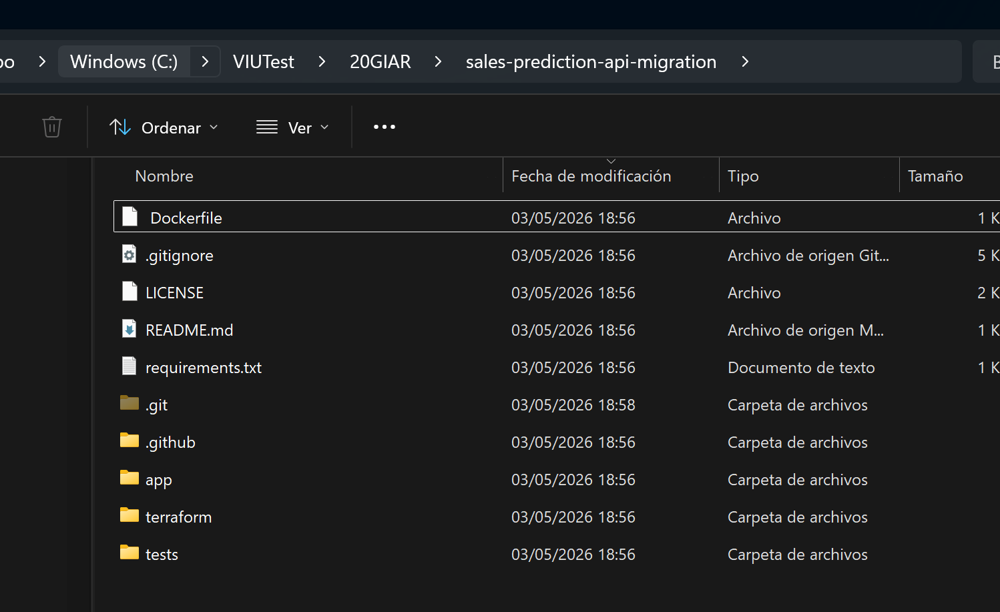 Windows (C:) VIUTest 20GIAR sales-prediction-api-migration
Ordenar Ver
Nombre Fecha de modificación Tipo Tamaño
Dockerfile 03/05/2026 18:56 Archivo 1 K
.gitignore 03/05/2026 18:56 Archivo de origen Git... 5 K
LICENSE 03/05/2026 18:56 Archivo 2 K
README.md 03/05/2026 18:56 Archivo de origen M... 1 K
requirements.txt 03/05/2026 18:56 Documento de texto 1 K
.git 03/05/2026 18:58 Carpeta de archivos
.github 03/05/2026 18:56 Carpeta de archivos
app 03/05/2026 18:56 Carpeta de archivos
terraform 03/05/2026 18:56 Carpeta de archivos
tests 03/05/2026 18:56 Carpeta de archivos